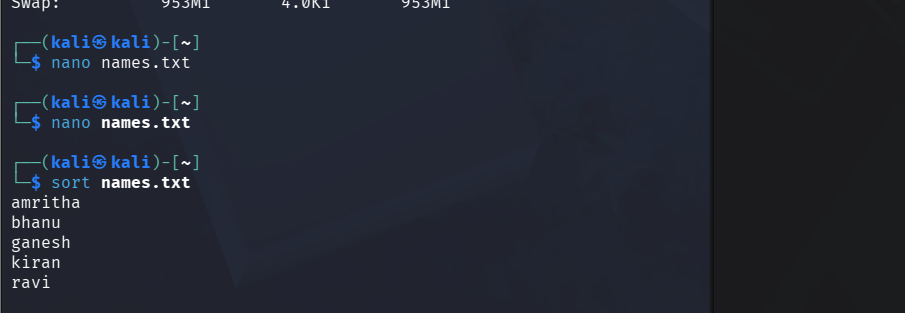 Swap: 953Mi 4.0Ki 953Mi
┌──(kali㉿kali)-[~]
└─$ nano names.txt
┌──(kali㉿kali)-[~]
└─$ nano names.txt
┌──(kali㉿kali)-[~]
└─$ sort names.txt
amritha
bhanu
ganesh
kiran
ravi